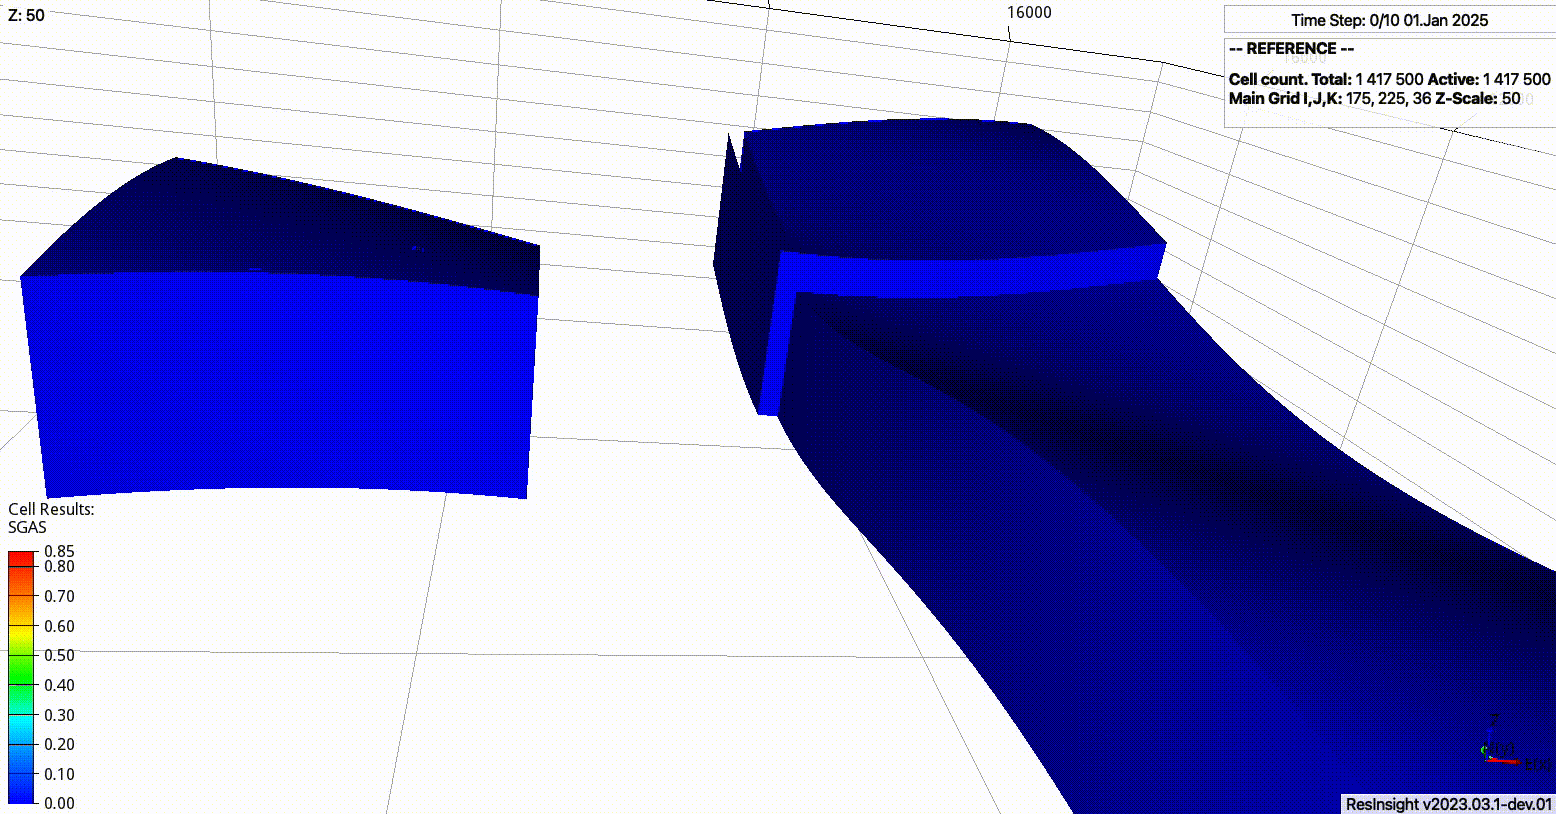 Z: 50
16000
Time Step: 0/10 01.Jan 2025
-- REFERENCE --
16000
Cell count. Total: 1 417 500 Active: 1 417 500
Main Grid I,J,K: 175, 225, 36 Z-Scale: 50
Cell Results:
SGAS
0.85
0.80
0.70
0.60
0.50
0.40
0.30
0.20
0.10
0.00
Z
ResInsight v2023.03.1-dev.01